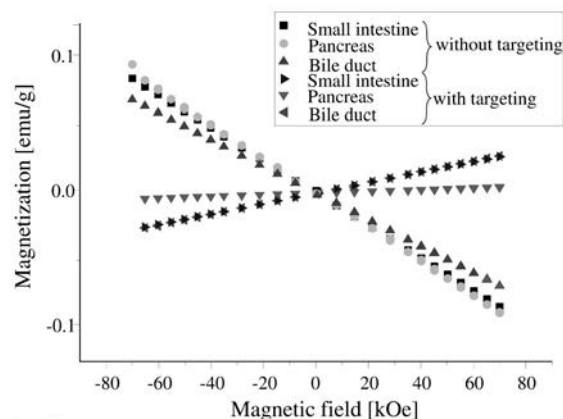 Small intestine
Pancreas
Bile duct
without targeting
Small intestine
Pancreas
Bile duct
with targeting
Magnetization [emu/g]
0.1
0.0
-0.1
-80 -60 -40 -20 0 20 40 60 80
Magnetic field [kOe]